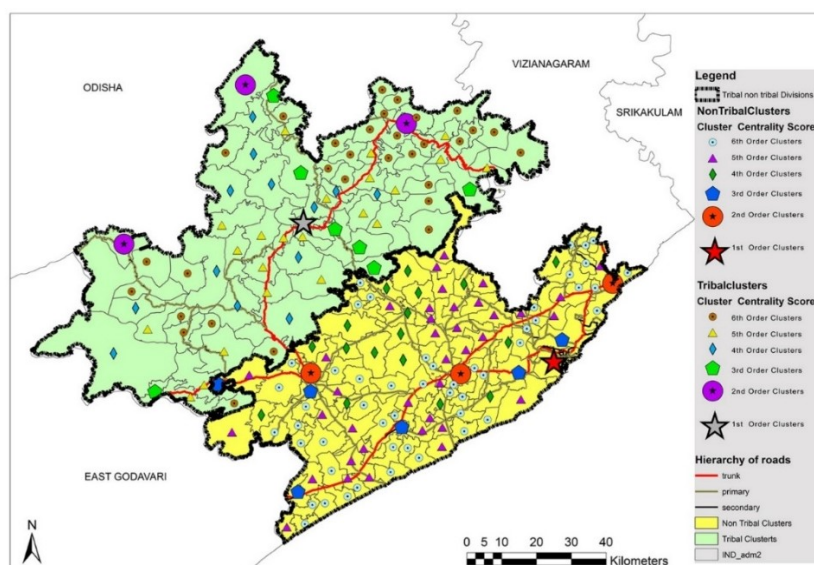 ODISHA
VIZIANAGARAM
SRIKAKULAM
EAST GODAVARI
N
0 5 10 20 30 40
Kilometers
Legend
Tribal non tribal Divisions
NonTribalClusters
Cluster Centrality Score
6th Order Clusters
5th Order Clusters
4th Order Clusters
3rd Order Clusters
2nd Order Clusters
1st Order Clusters
Tribalclusters
Cluster Centrality Score
6th Order Clusters
5th Order Clusters
4th Order Clusters
3rd Order Clusters
2nd Order Clusters
1st Order Clusters
Hierarchy of roads
trunk
primary
secondary
Non Tribal Clusters
Tribal Clusterts
IND_adm2